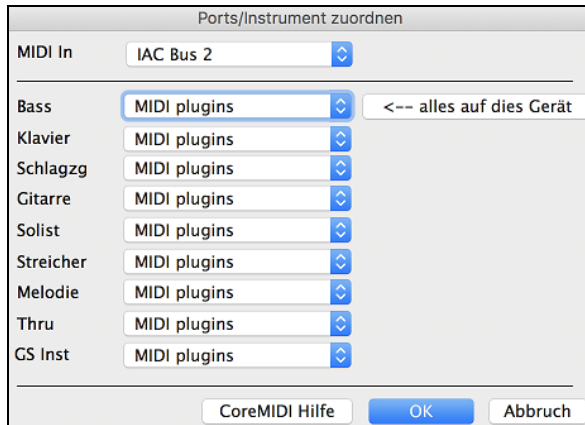 Ports/Instrument zuordnen
MIDI In IAC Bus 2
Bass MIDI plugins <-- alles auf dies Gerät
Klavier MIDI plugins
Schlagzg MIDI plugins
Gitarre MIDI plugins
Solist MIDI plugins
Streicher MIDI plugins
Melodie MIDI plugins
Thru MIDI plugins
GS Inst MIDI plugins
CoreMIDI Hilfe OK Abbruch